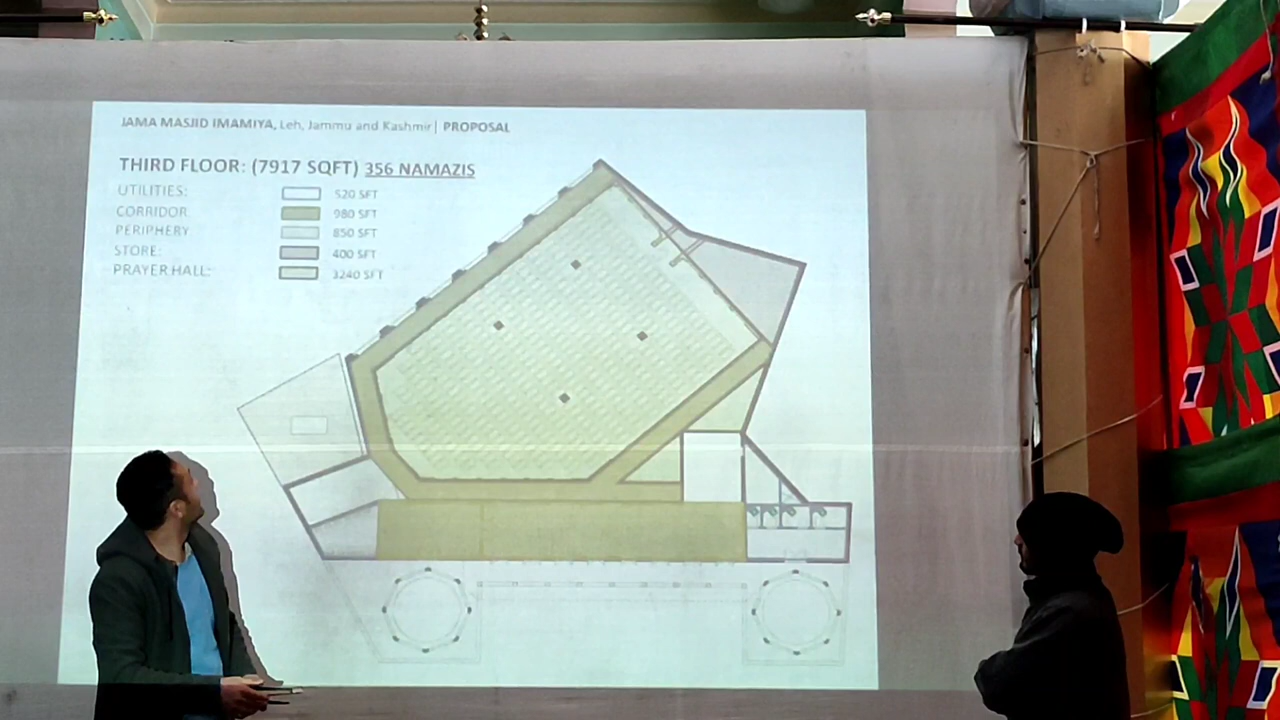 JAMA MASJID IMAMIYA, Leh, Jammu and Kashmir| PROPOSAL
THIRD FLOOR: (7917 SQFT) 356 NAMAZIS
UTILITIES: 520 SFT
CORRIDOR 980 SFT
PERIPHERY 850 SFT
STORE: 400 SFT
PRAYER HALL: 3240 SFT